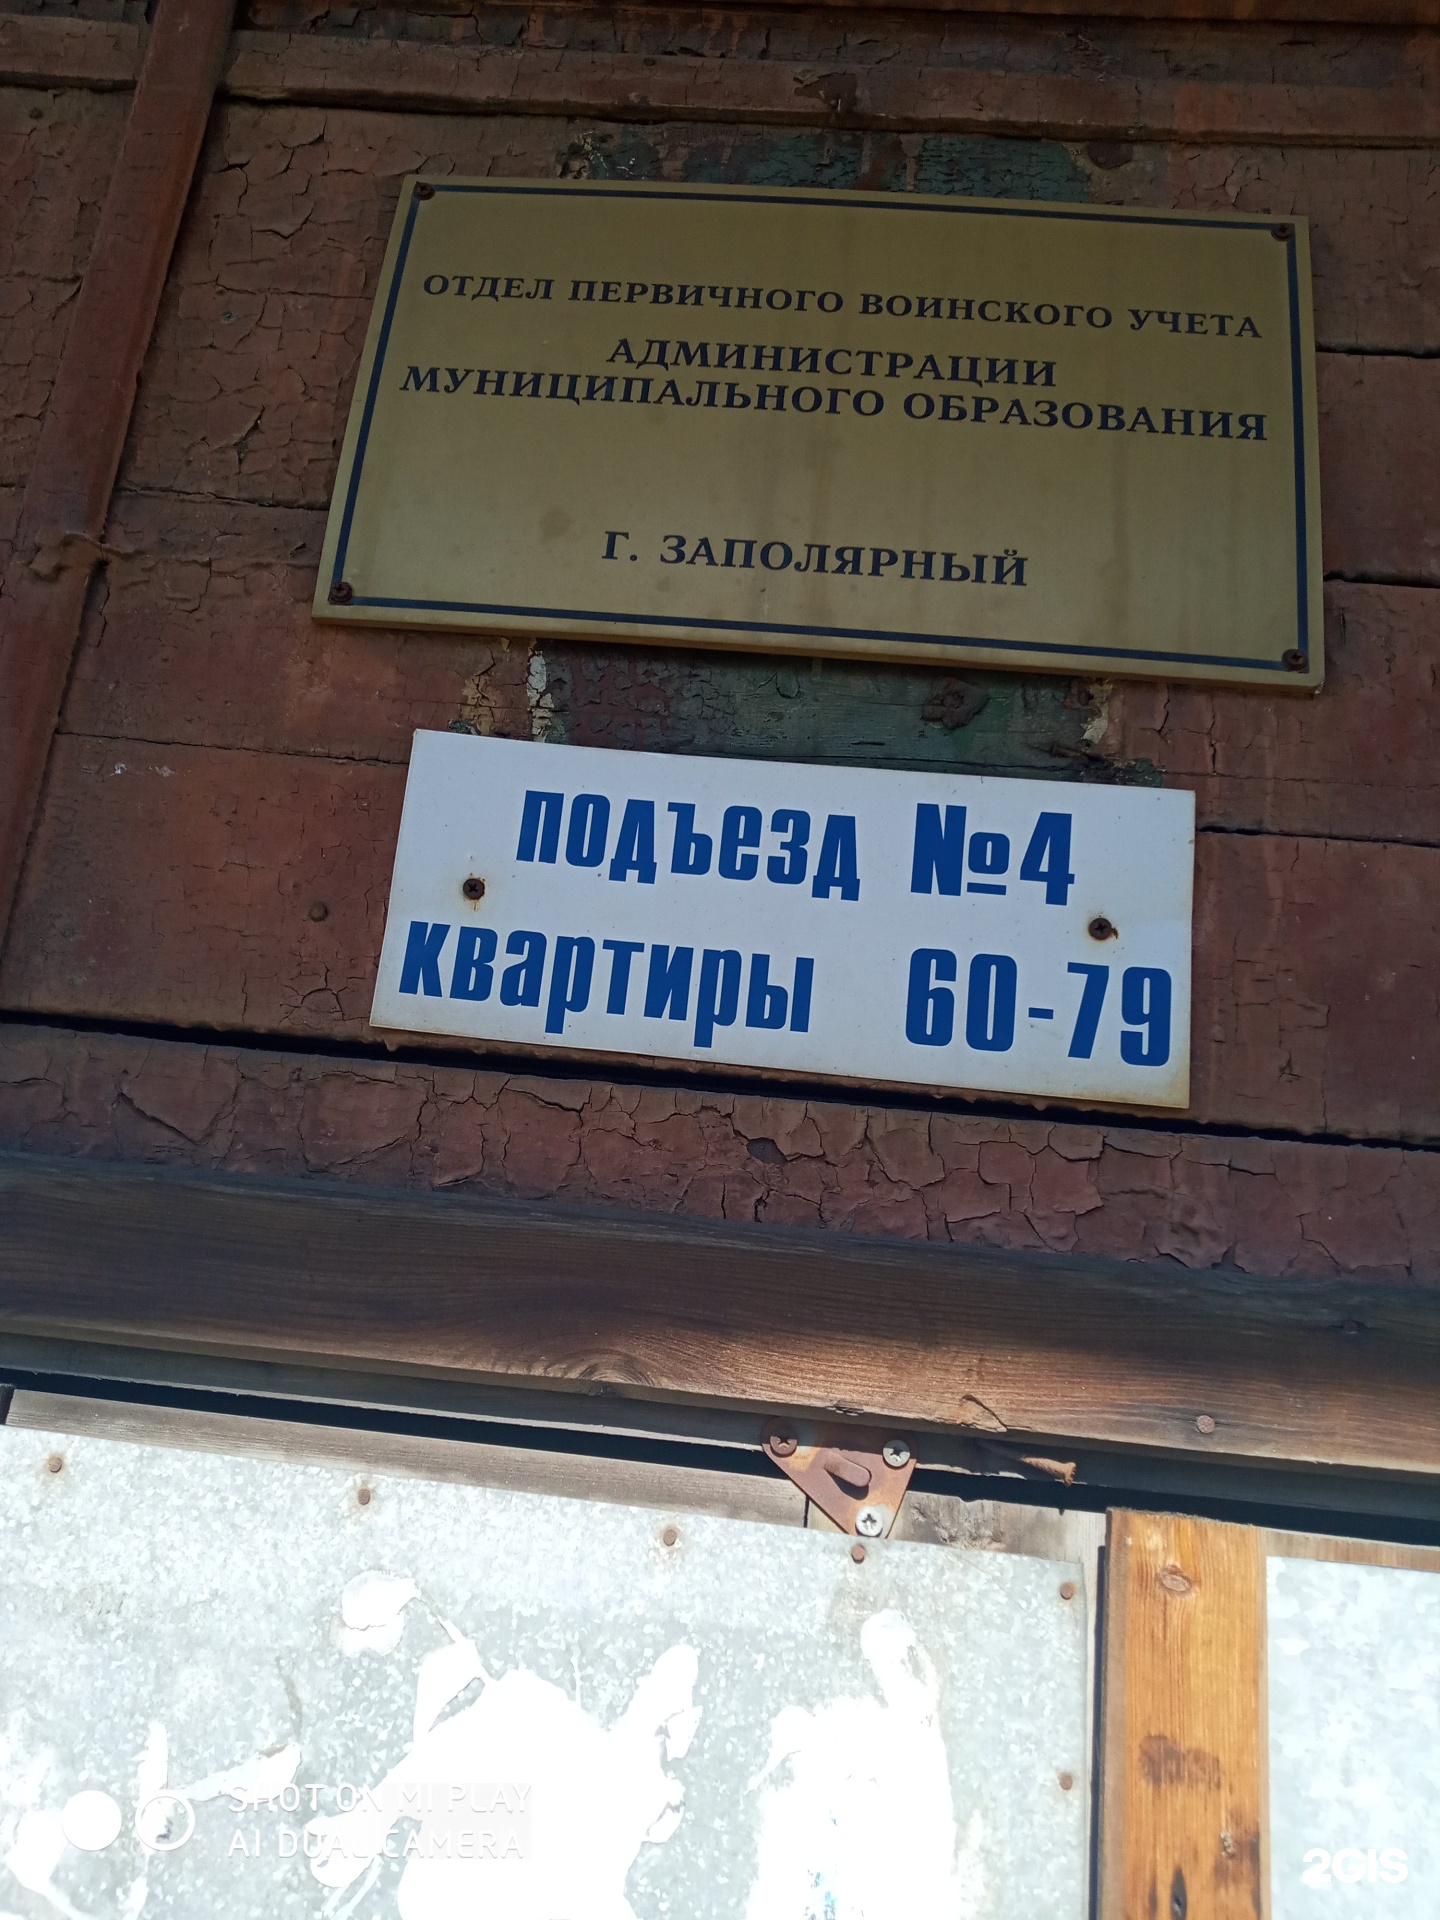 ОТДЕЛ ПЕРВИЧНОГО ВОИНСКОГО УЧЕТА
АДМИНИСТРАЦИИ
МУНИЦИПАЛЬНОГО ОБРАЗОВАНИЯ
Г. ЗАПОЛЯРНЫЙ
подъезд №4
квартиры 60-79
SHOT ON MI PLAY
AI DUAL CAMERA
2GIS